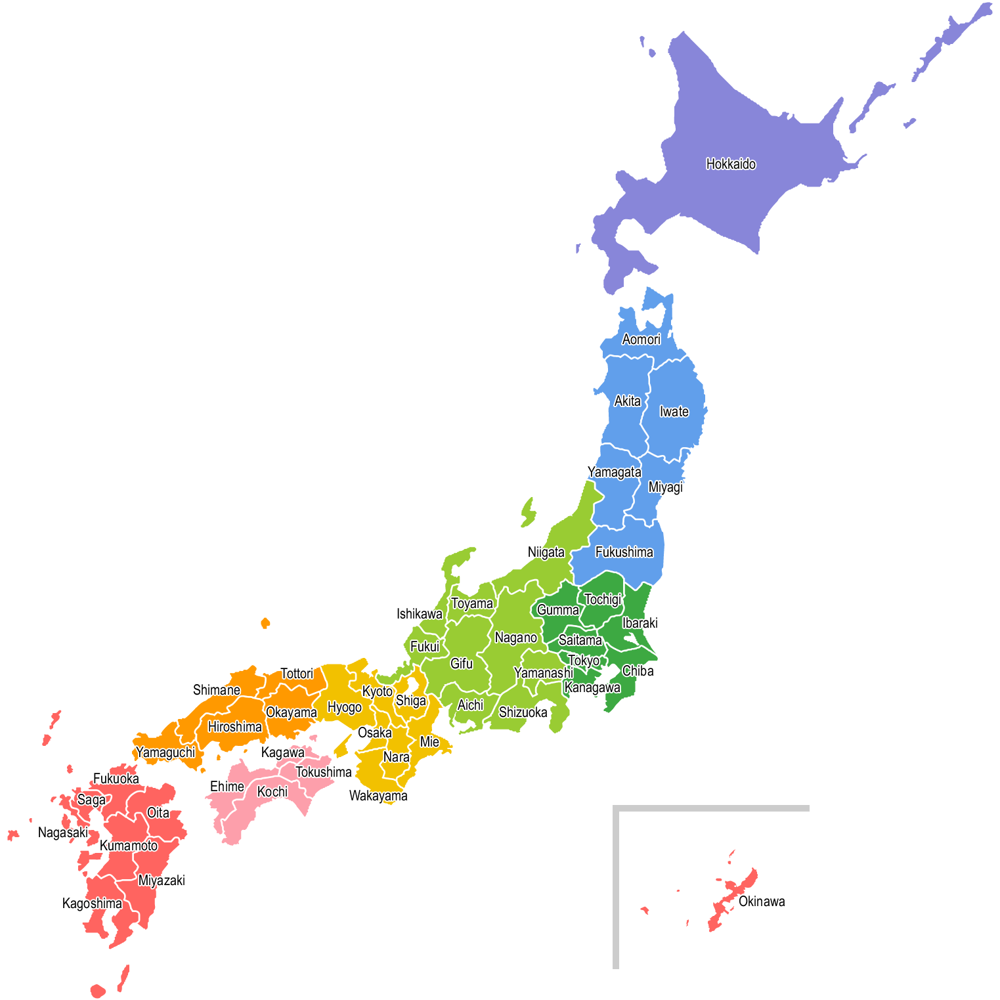 Hokkaido
Aomori
Akita
Iwate
Yamagata
Miyagi
Niigata
Fukushima
Tochigi
Toyama
Gumma
Ishikawa
Ibaraki
Nagano
Saitama
Fukui
Tokyo
Gifu
Chiba
Yamanashi
Tottori
Kanagawa
Shimane
Kyoto
Shiga
Aichi
Hyogo
Okayama
Shizuoka
Hiroshima
Osaka
Mie
Yamaguchi
Kagawa
Nara
Tokushima
Fukuoka
Ehime
Kochi
Wakayama
Saga
Oita
Nagasaki
Kumamoto
Miyazaki
Okinawa
Kagoshima